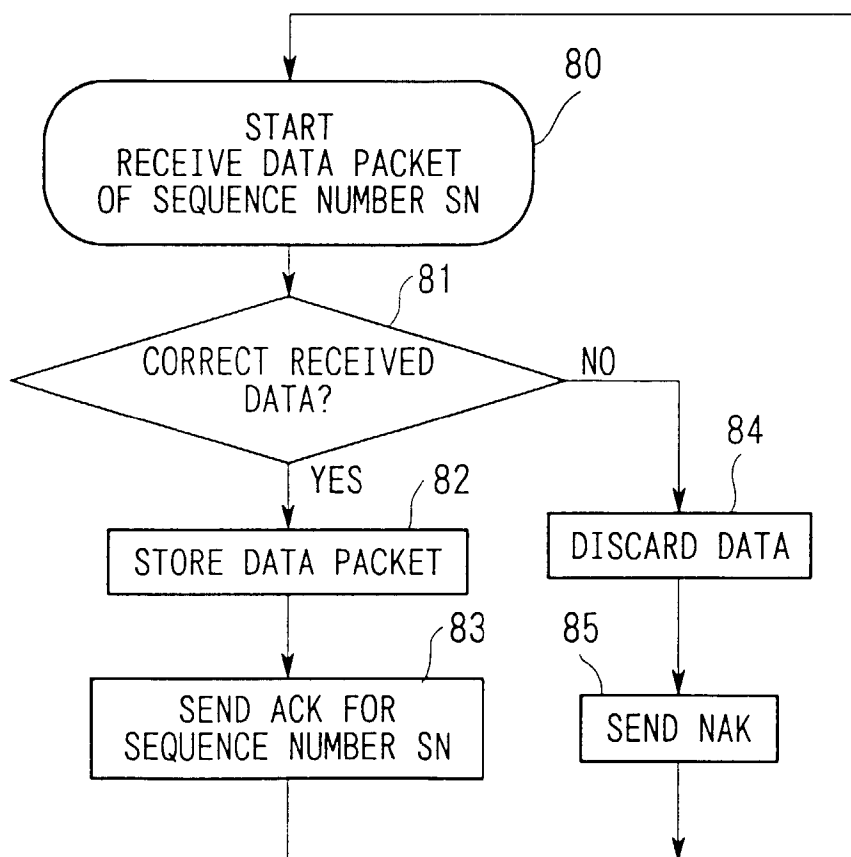 80
START
RECEIVE DATA PACKET
OF SEQUENCE NUMBER SN
81
CORRECT RECEIVED
DATA?
NO
YES
82
84
STORE DATA PACKET
DISCARD DATA
83
85
SEND ACK FOR
SEQUENCE NUMBER SN
SEND NAK